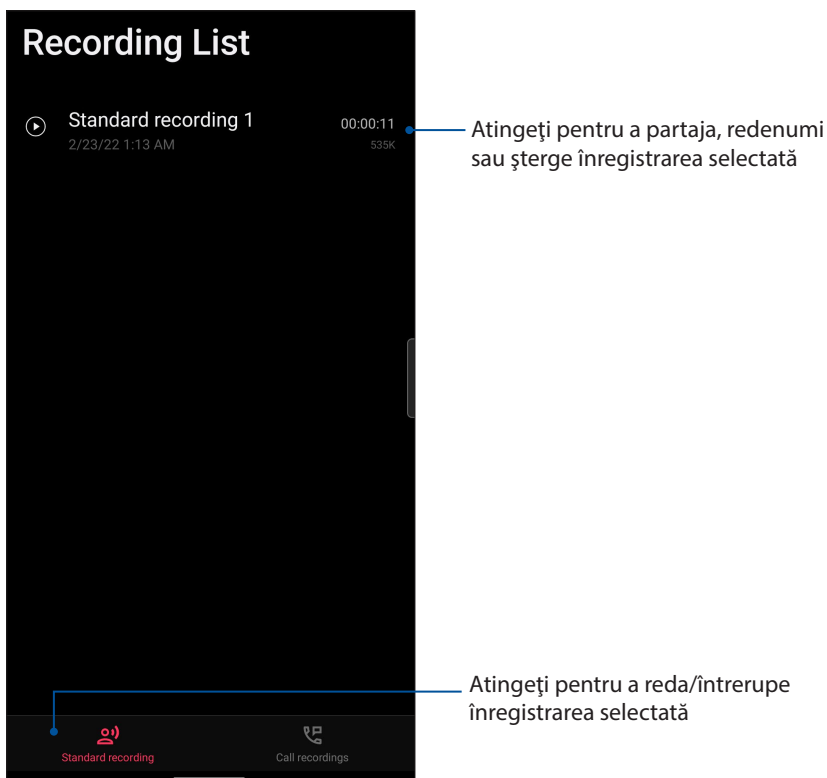 Recording List
Standard recording 1
00:00:11
2/23/22 1:13 AM
535K
Atingeţi pentru a partaja, redenumi
sau şterge înregistrarea selectată
Atingeţi pentru a reda/întrerupe
înregistrarea selectată
Standard recording
Call recordings